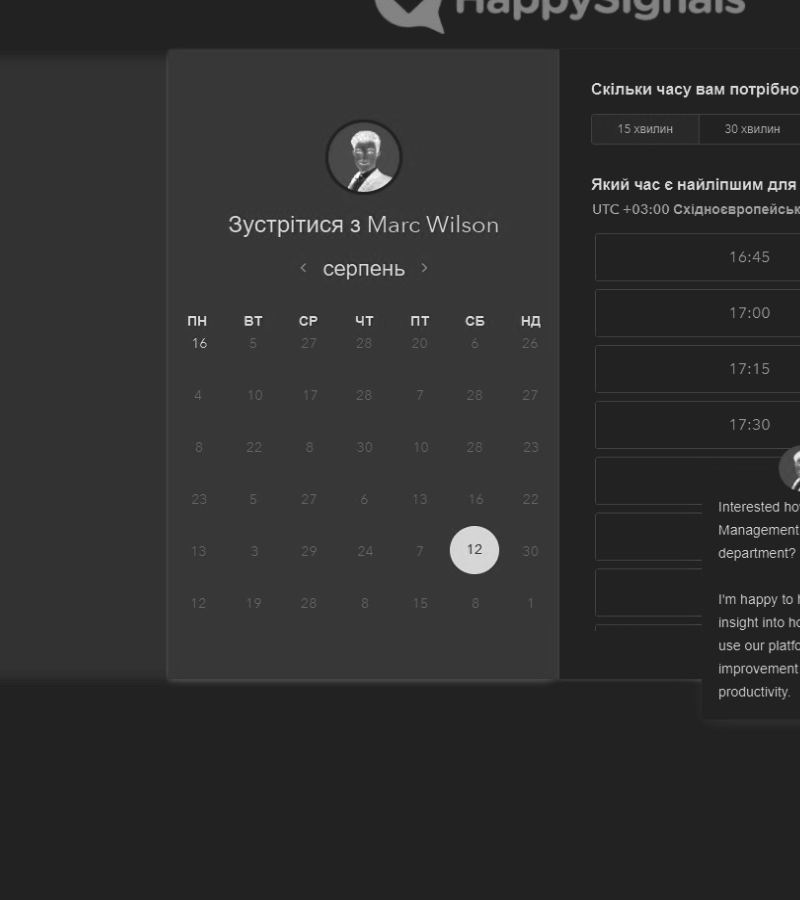 HappySignals
Зустрітися з Marc Wilson
серпень
ПН ВТ СР ЧТ ПТ СБ НД
16 5 27 28 20 6 26
4 10 17 28 7 28 27
8 22 8 30 10 28 23
23 5 27 6 13 16 22
13 3 29 24 7 12 30
12 19 28 8 15 8 1
Скільки часу вам потрібно
15 хвилин 30 хвилин
Який час є найліпшим для
UTC +03:00 Східноєвропейськ
16:45
17:00
17:15
17:30
Interested ho
Management
department?
I'm happy to h
insight into ho
use our platfo
improvement
productivity.